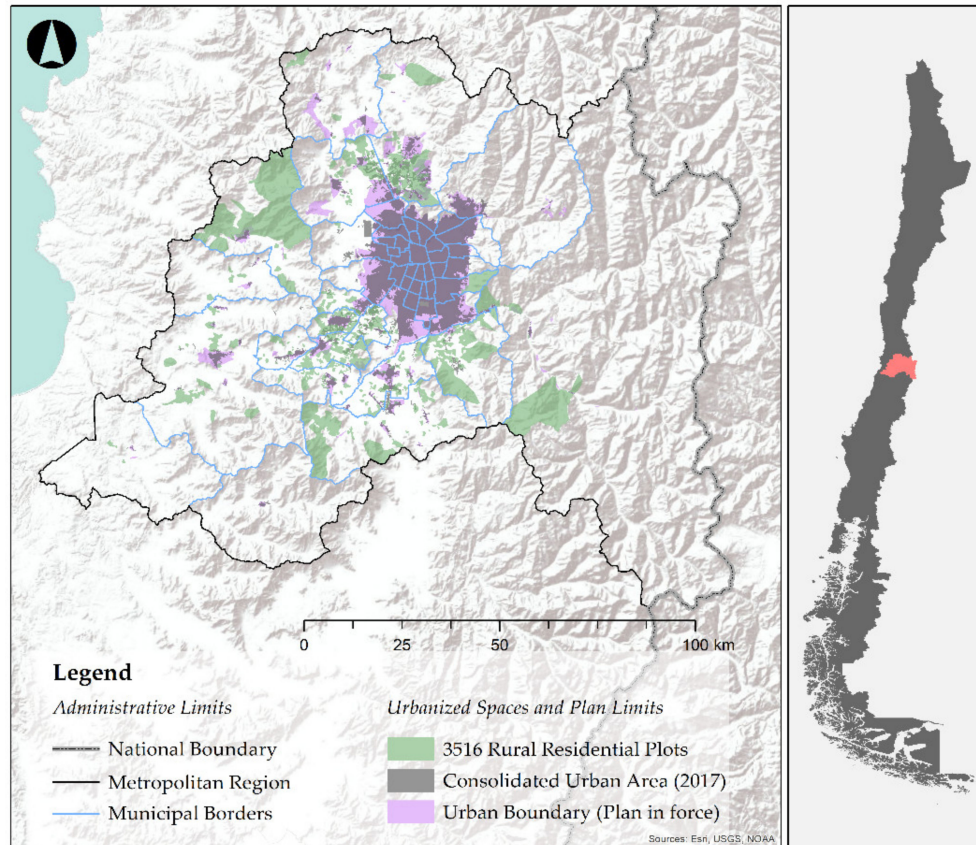 0 25 50 100 km
Legend
Administrative Limits
National Boundary
Metropolitan Region
Municipal Borders
Urbanized Spaces and Plan Limits
3516 Rural Residential Plots
Consolidated Urban Area (2017)
Urban Boundary (Plan in force)
Sources: Esri, USGS, NOAA